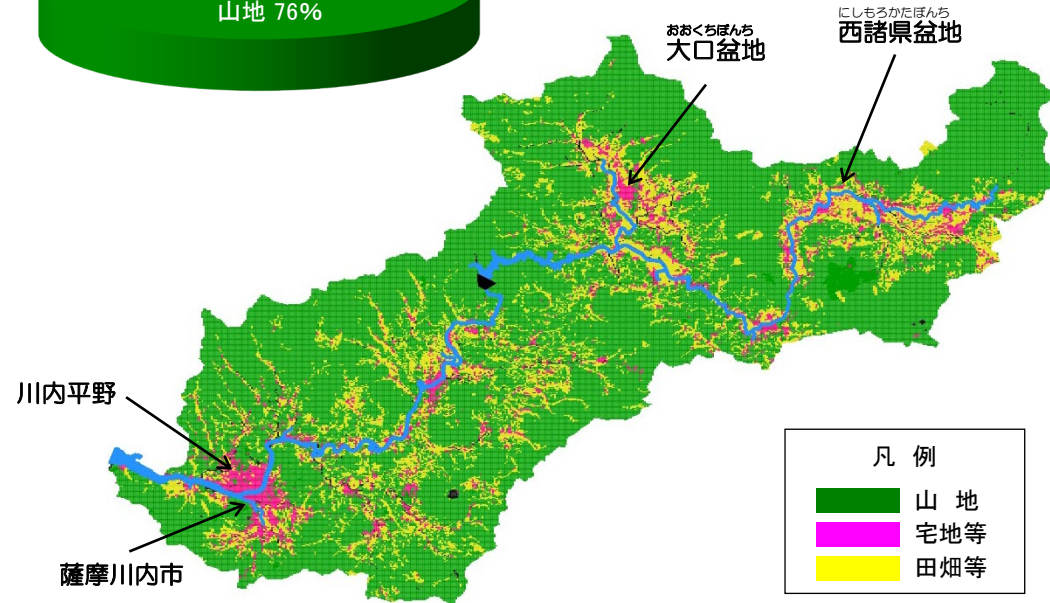 山地 76%
おおくちぼんち
大口盆地
にしもろかたぼんち
西諸県盆地
川内平野
薩摩川内市
凡 例
山 地
宅地等
田畑等